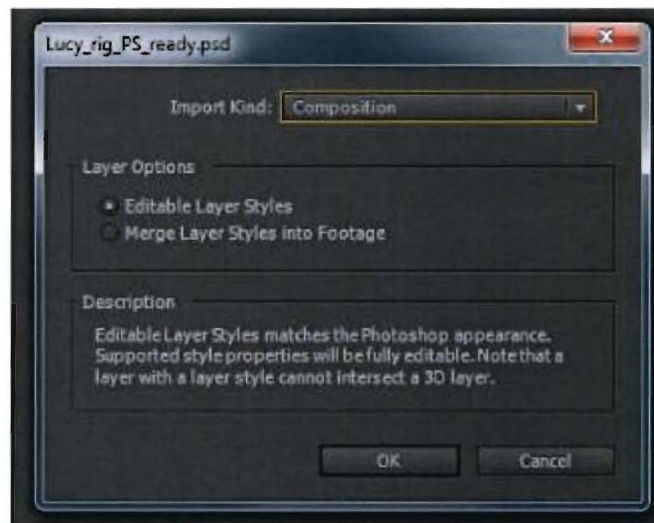 Lucy_rig_PS_ready.psd
Import Kind: Composition
Layer Options
Editable Layer Styles
Merge Layer Styles into Footage
Description
Editable Layer Styles matches the Photoshop appearance.
Supported style properties will be fully editable. Note that a
layer with a layer style cannot intersect a 3D layer.
OK Cancel